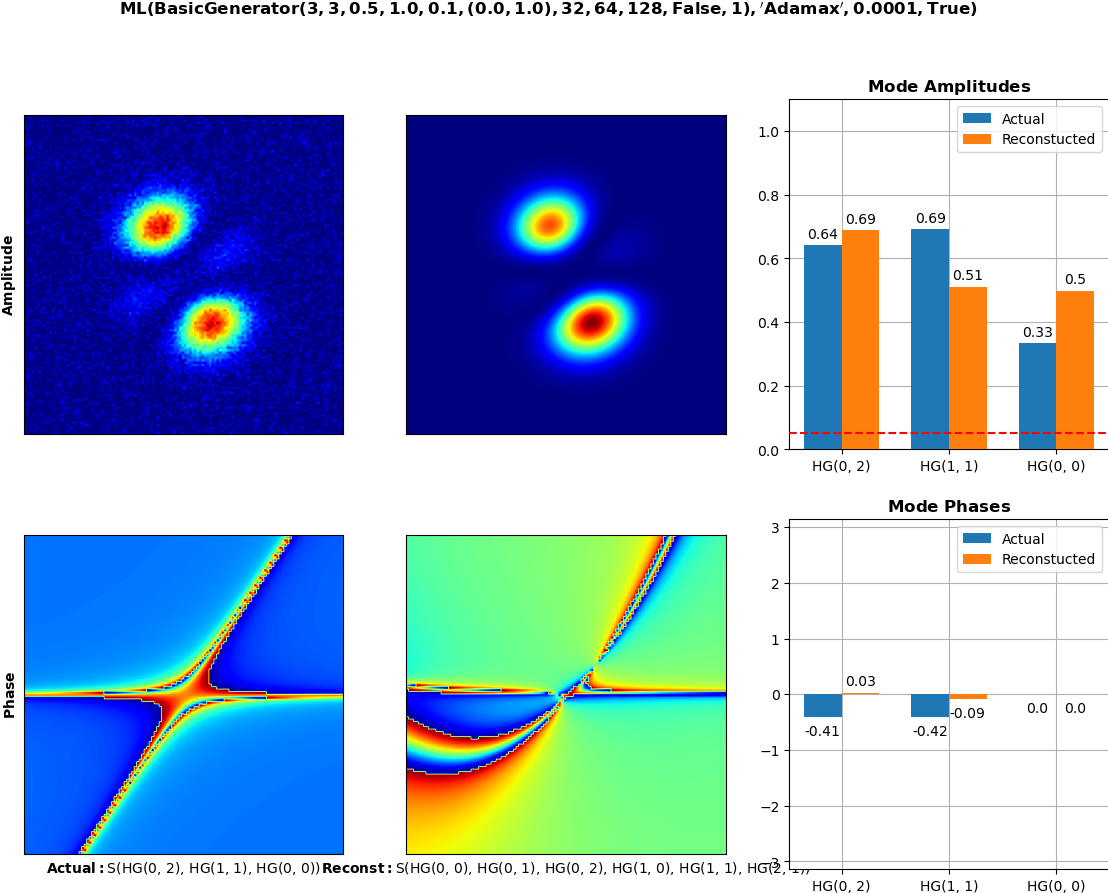 ML(BasicGenerator(3, 3, 0.5, 1.0, 0.1, (0.0, 1.0), 32, 64, 128, False, 1), ′Adamax′, 0.0001, True)
Mode Amplitudes
Amplitude
1.0
0.8
0.6
0.4
0.2
0.0
Actual
Reconstucted
0.64
0.69
0.69
0.51
0.33
0.5
HG(0, 2)
HG(1, 1)
HG(0, 0)
Mode Phases
Phase
3
2
1
0
−1
−2
−3
Actual
Reconstucted
-0.41
0.03
-0.42
-0.09
0.0
0.0
HG(0, 2)
HG(1, 1)
HG(0, 0)
Actual: S(HG(0, 2), HG(1, 1), HG(0, 0))
Reconst: S(HG(0, 0), HG(0, 1), HG(0, 2), HG(1, 0), HG(1, 1), HG(2, 1))